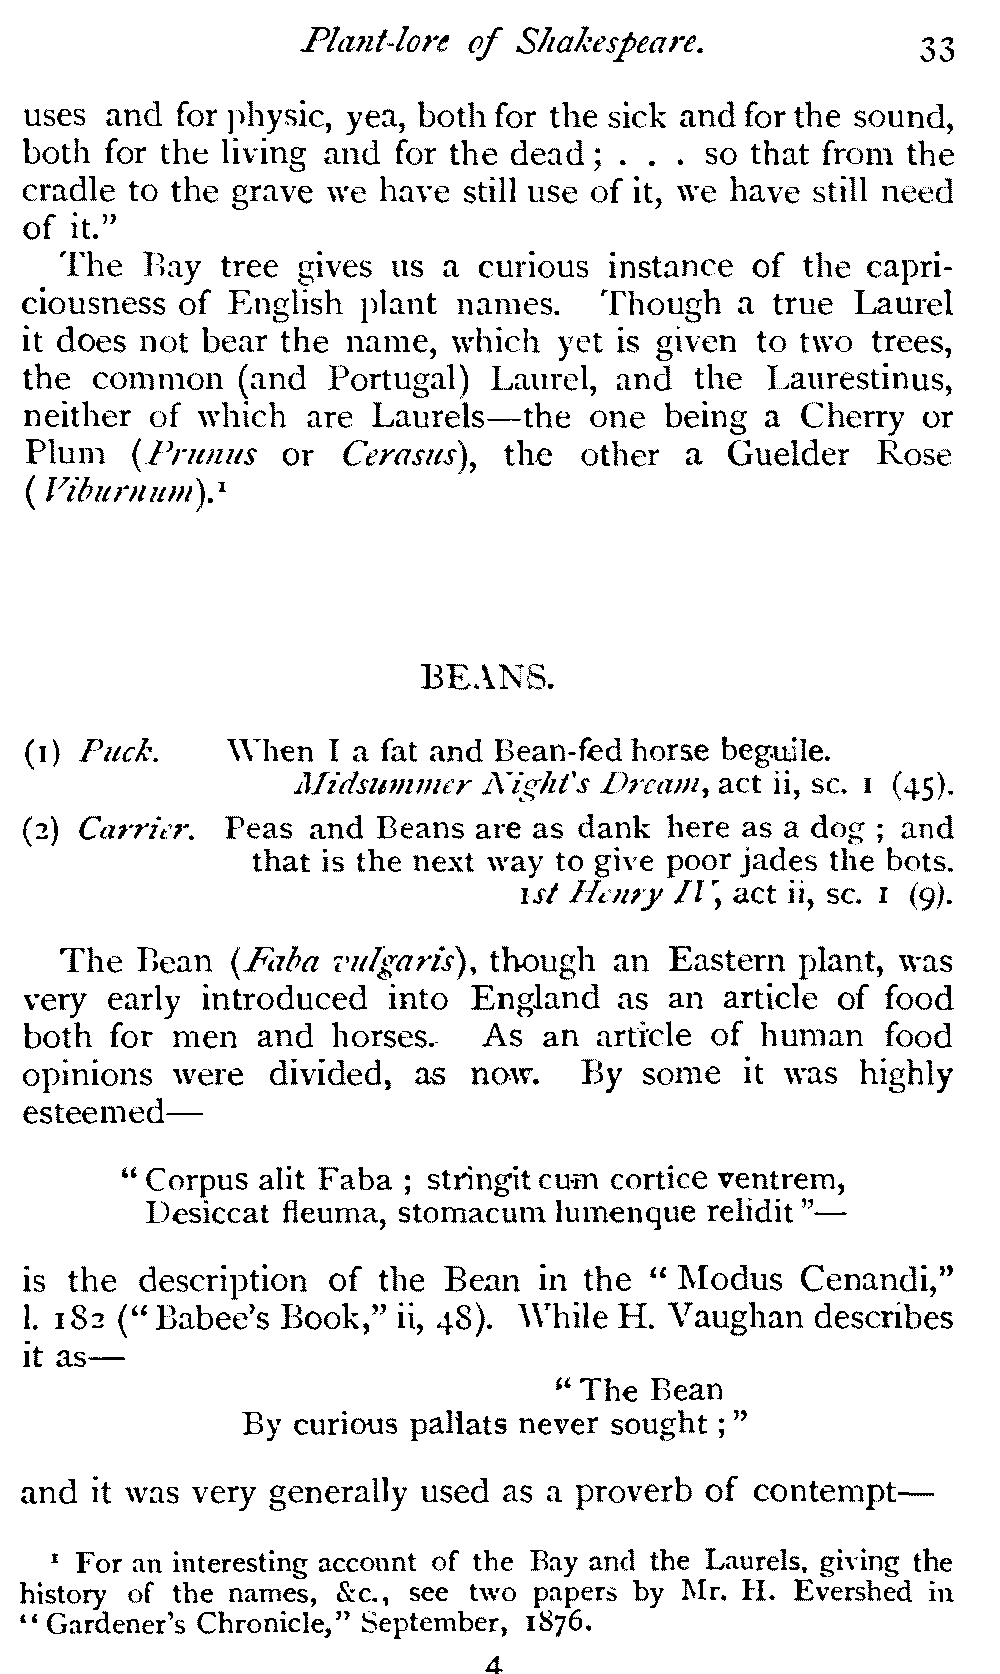 Plant-lore of Shakespeare. 33
uses and for physic, yea, both for the sick and for the sound,
both for the living and for the dead ; . . . so that from the
cradle to the grave we have still use of it, we have still need
of it.”
The Bay tree gives us a curious instance of the capri-
ciousness of English plant names. Though a true Laurel
it does not bear the name, which yet is given to two trees,
the common (and Portugal) Laurel, and the Laurestinus,
neither of which are Laurels—the one being a Cherry or
Plum (Prunus or Cerasus), the other a Guelder Rose
(Viburnum).¹
BEANS.
(1) Puck. When I a fat and Bean-fed horse beguile.
Midsummer Night's Dream, act ii, sc. 1 (45).
(2) Carrier. Peas and Beans are as dank here as a dog ; and
that is the next way to give poor jades the bots.
1st Henry IV, act ii, sc. 1 (9).
The Bean (Faba vulgaris), though an Eastern plant, was
very early introduced into England as an article of food
both for men and horses. As an article of human food
opinions were divided, as now. By some it was highly
esteemed—
“ Corpus alit Faba ; stringit cum cortice ventrem,
Desiccat fleuma, stomacum lumenque relidit ”—
is the description of the Bean in the “ Modus Cenandi,”
l. 182 (“ Babee's Book,” ii, 48). While H. Vaughan describes
it as—
“ The Bean
By curious pallats never sought ; ”
and it was very generally used as a proverb of contempt—
¹ For an interesting account of the Bay and the Laurels, giving the
history of the names, &c., see two papers by Mr. H. Evershed in
“ Gardener's Chronicle,” September, 1876.
4